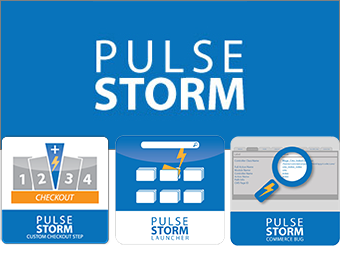 PULSE
STORM
1 2 3 4
CHECKOUT
PULSE
STORM
CUSTOM CHECKOUT STEP
PULSE
STORM
LAUNCHER
PULSE
STORM
COMMERCE BUG